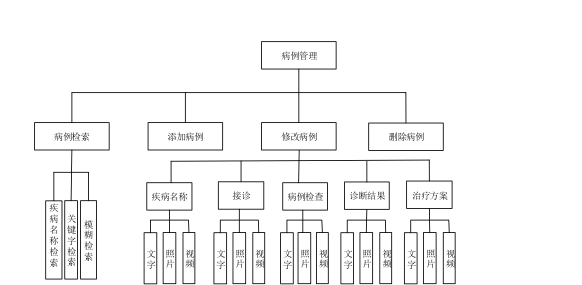 病例管理
病例检索
添加病例
修改病例
删除病例
疾病名称
接诊
病例检查
诊断结果
治疗方案
疾病名称检索
关键字检索
模糊检索
文字
照片
视频
文字
照片
视频
文字
照片
视频
文字
照片
视频
文字
照片
视频